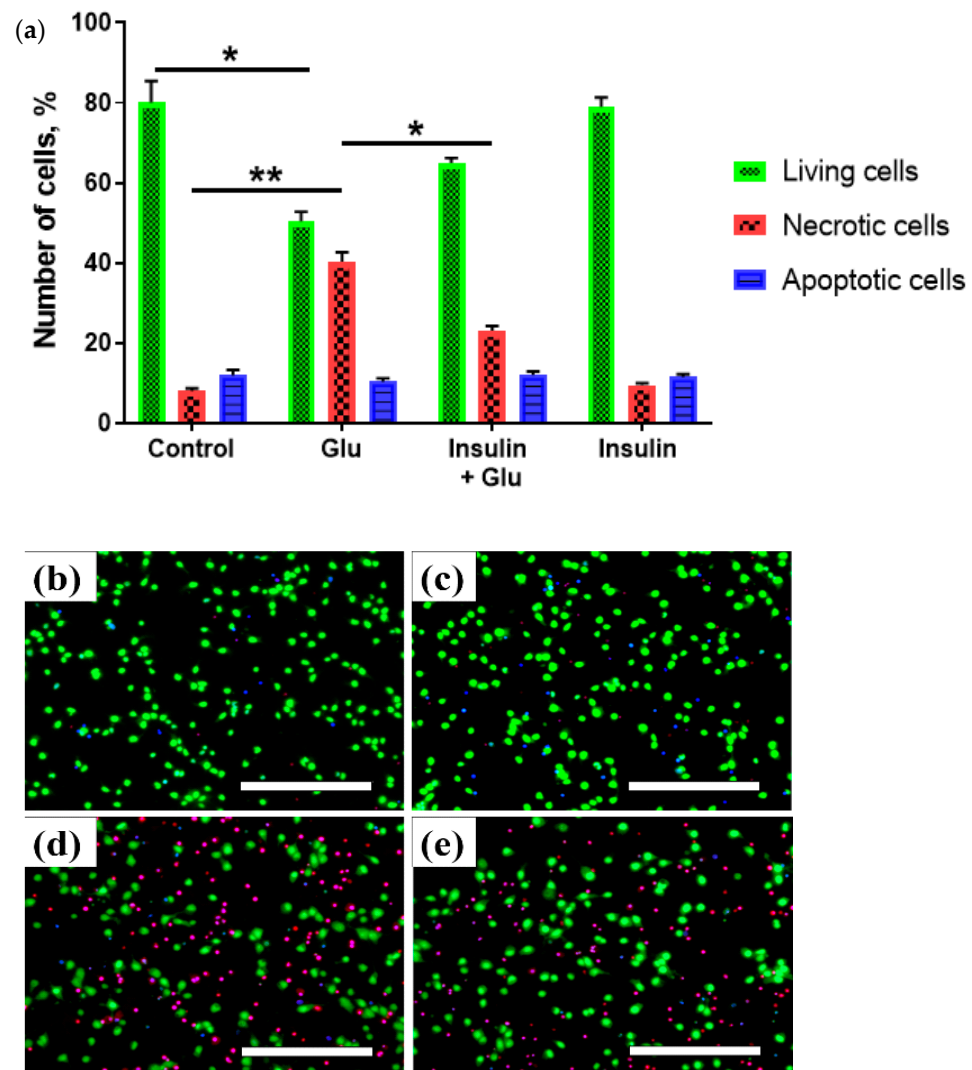 (a)
100
80
60
40
20
0
Number of cells, %
*
*
**
Living cells
Necrotic cells
Apoptotic cells
Control
Glu
Insulin
+ Glu
Insulin
(b)
(c)
(d)
(e)